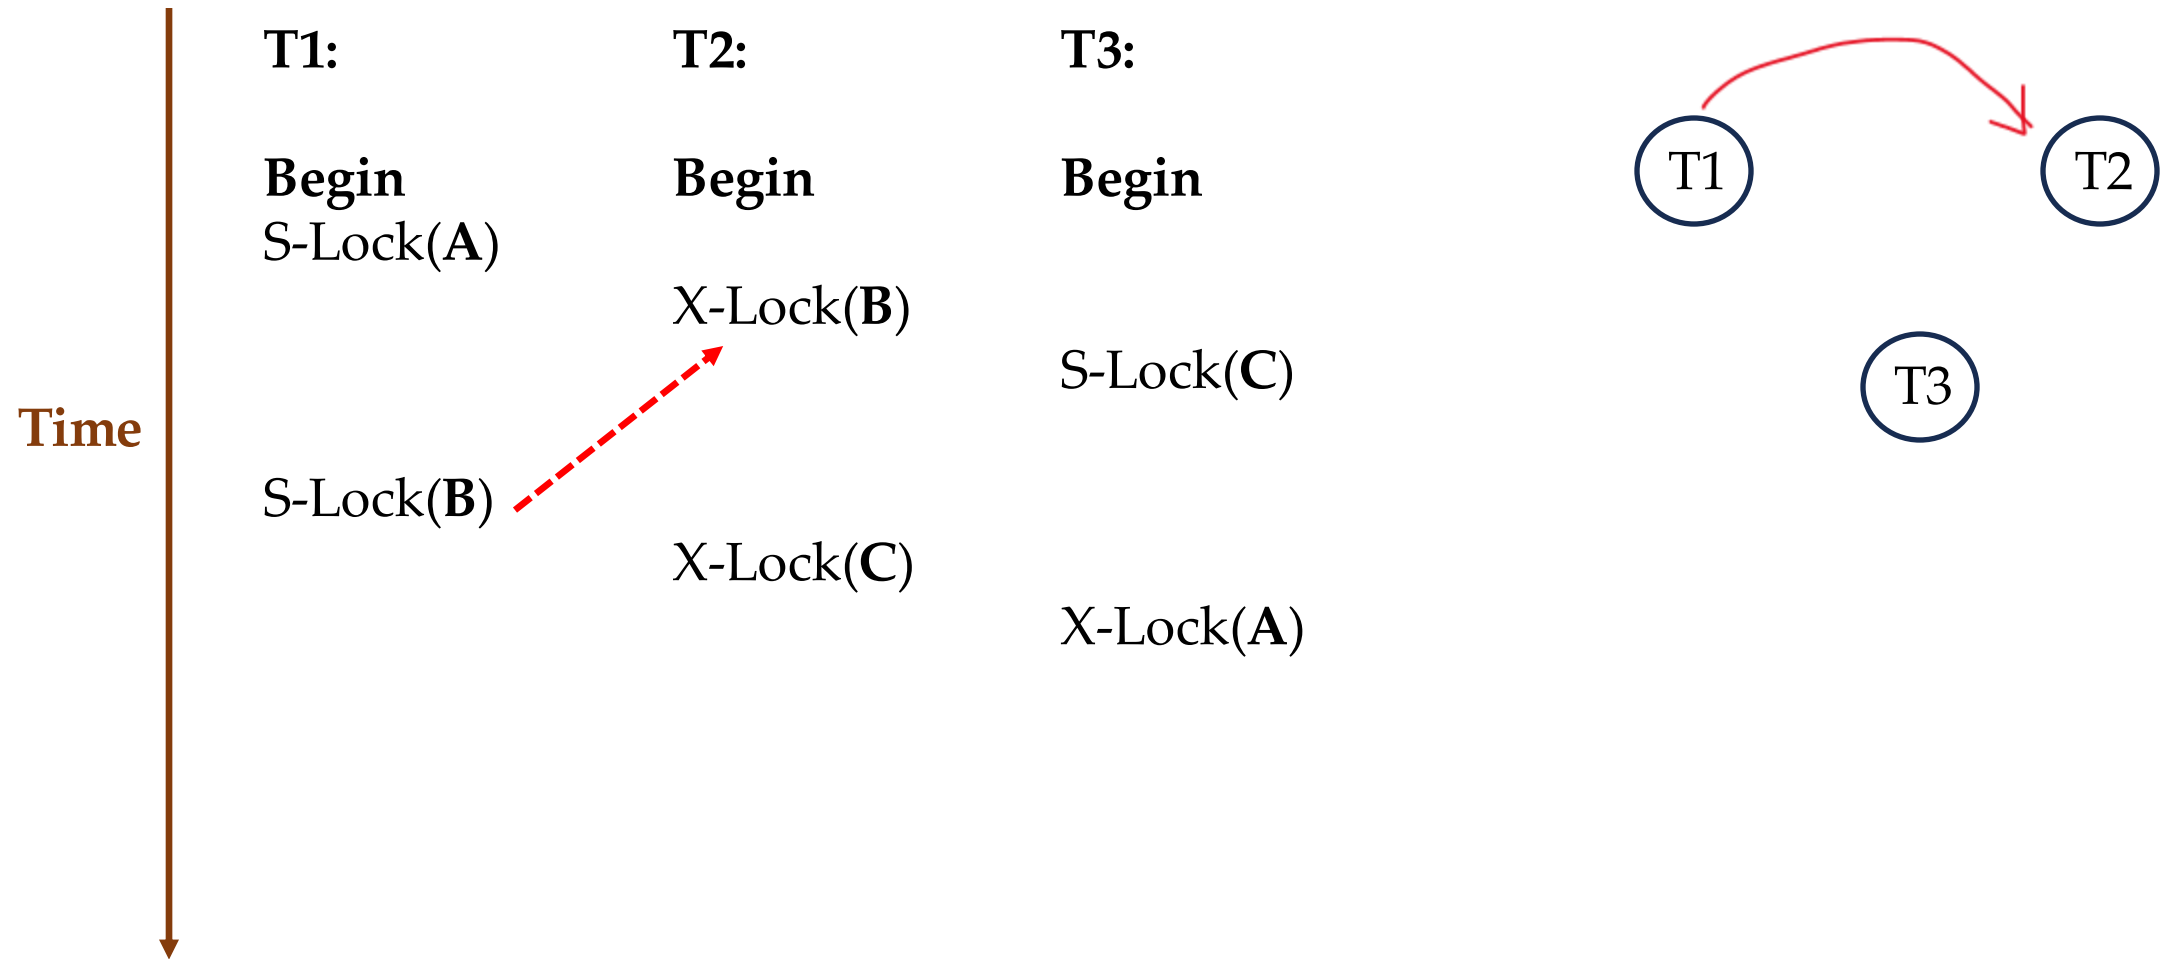 T1: T2: T3:
Begin Begin Begin
S-Lock(A)
X-Lock(B)
S-Lock(C)
Time
S-Lock(B)
X-Lock(C)
X-Lock(A)
T1 T2
T3